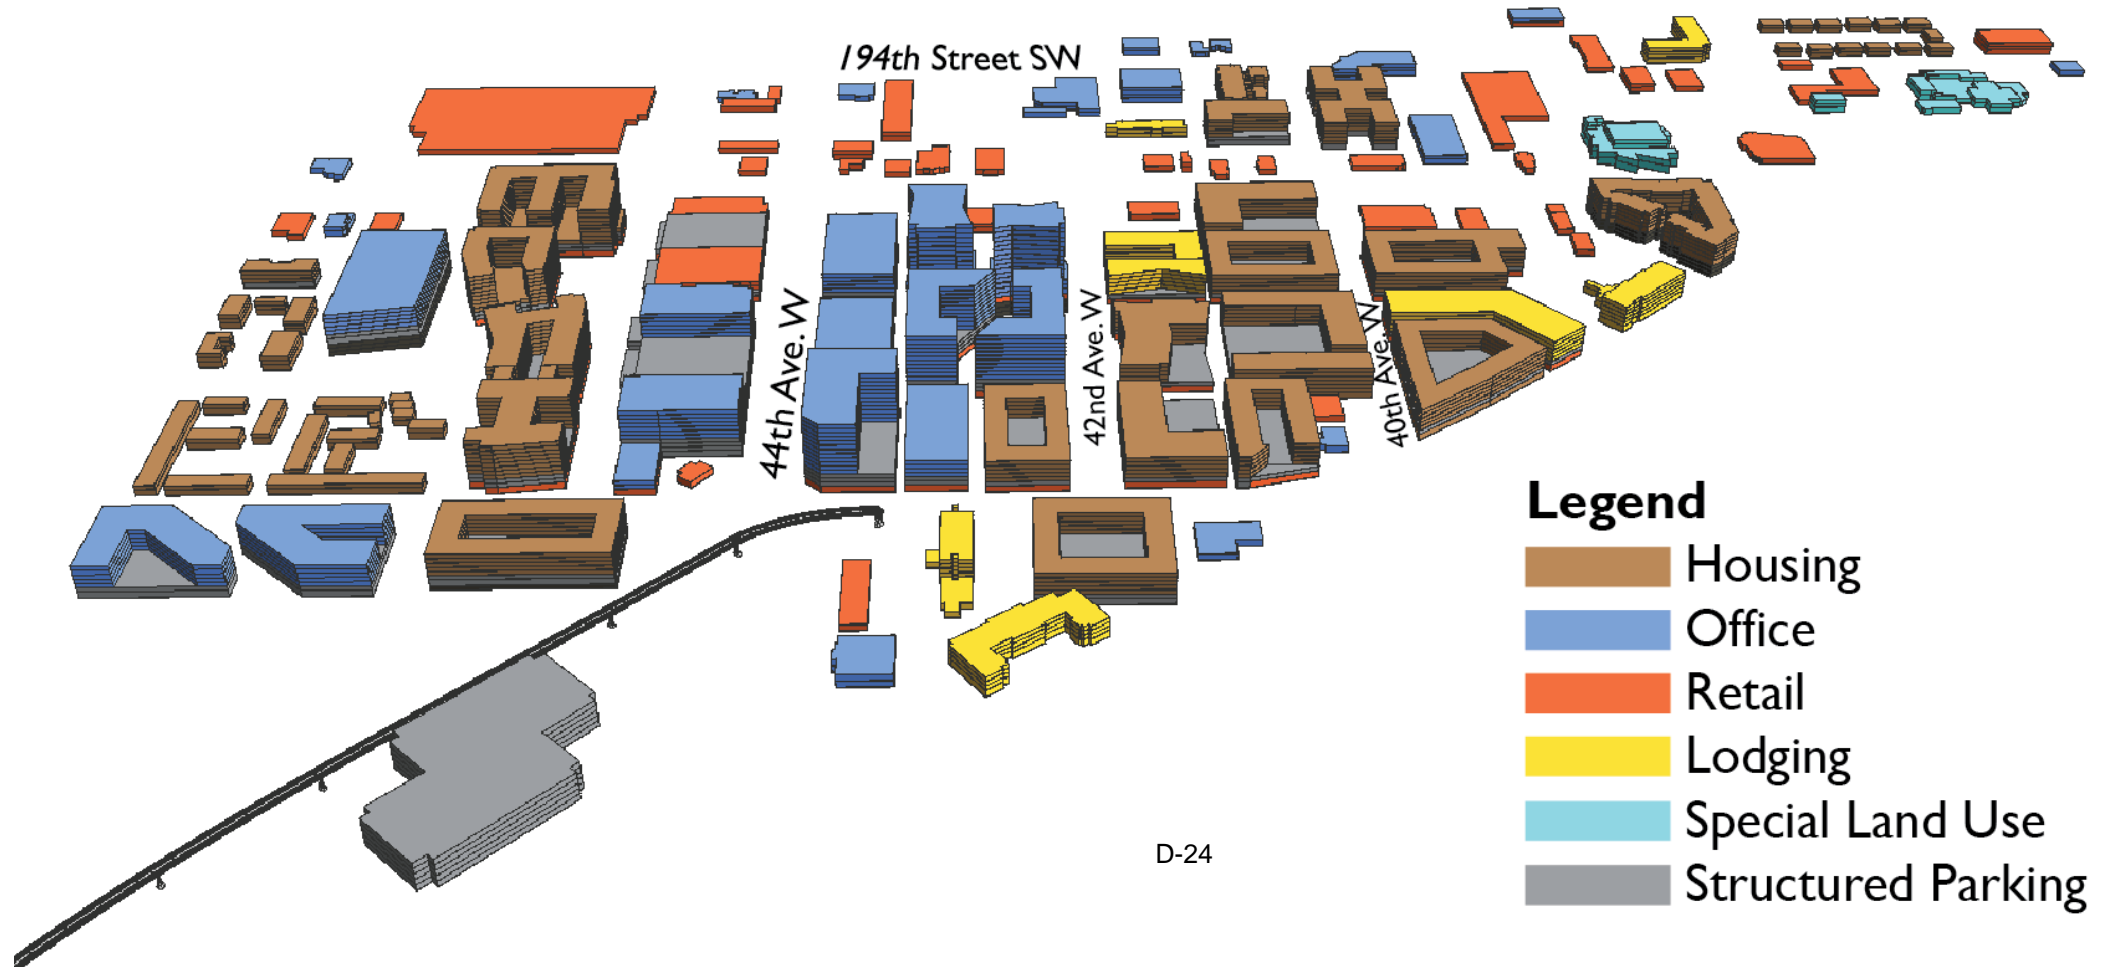 194th Street SW
44th Ave. W
42nd Ave. W
40th Ave. W
Legend
Housing
Office
Retail
Lodging
Special Land Use
Structured Parking
D-24